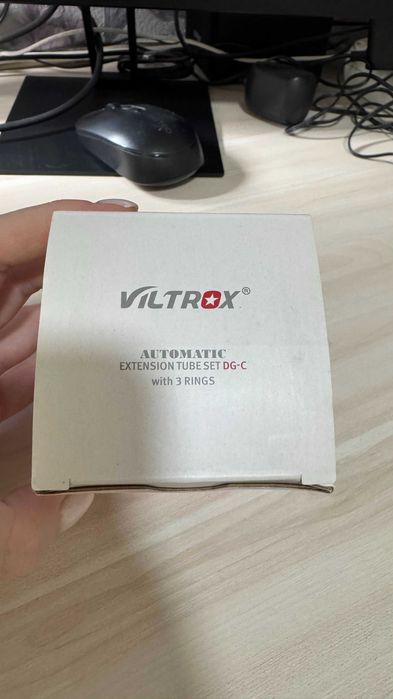 VILTROX®
AUTOMATIC
EXTENSION TUBE SET DG-C
with 3 RINGS